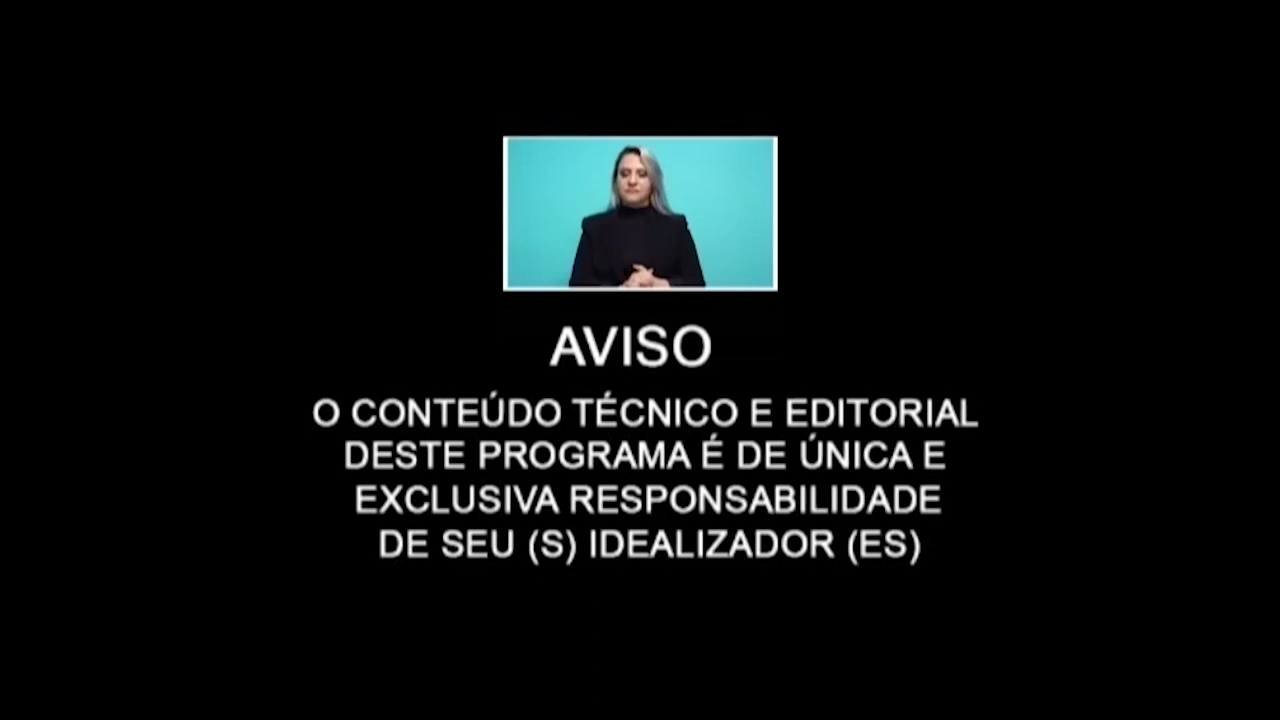 AVISO
O CONTEÚDO TÉCNICO E EDITORIAL
DESTE PROGRAMA É DE ÚNICA E
EXCLUSIVA RESPONSABILIDADE
DE SEU (S) IDEALIZADOR (ES)